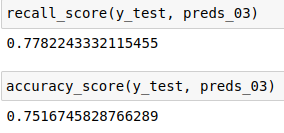 recall_score(y_test, preds_03)
0.7782243332115455
accuracy_score(y_test, preds_03)
0.7516745828766289